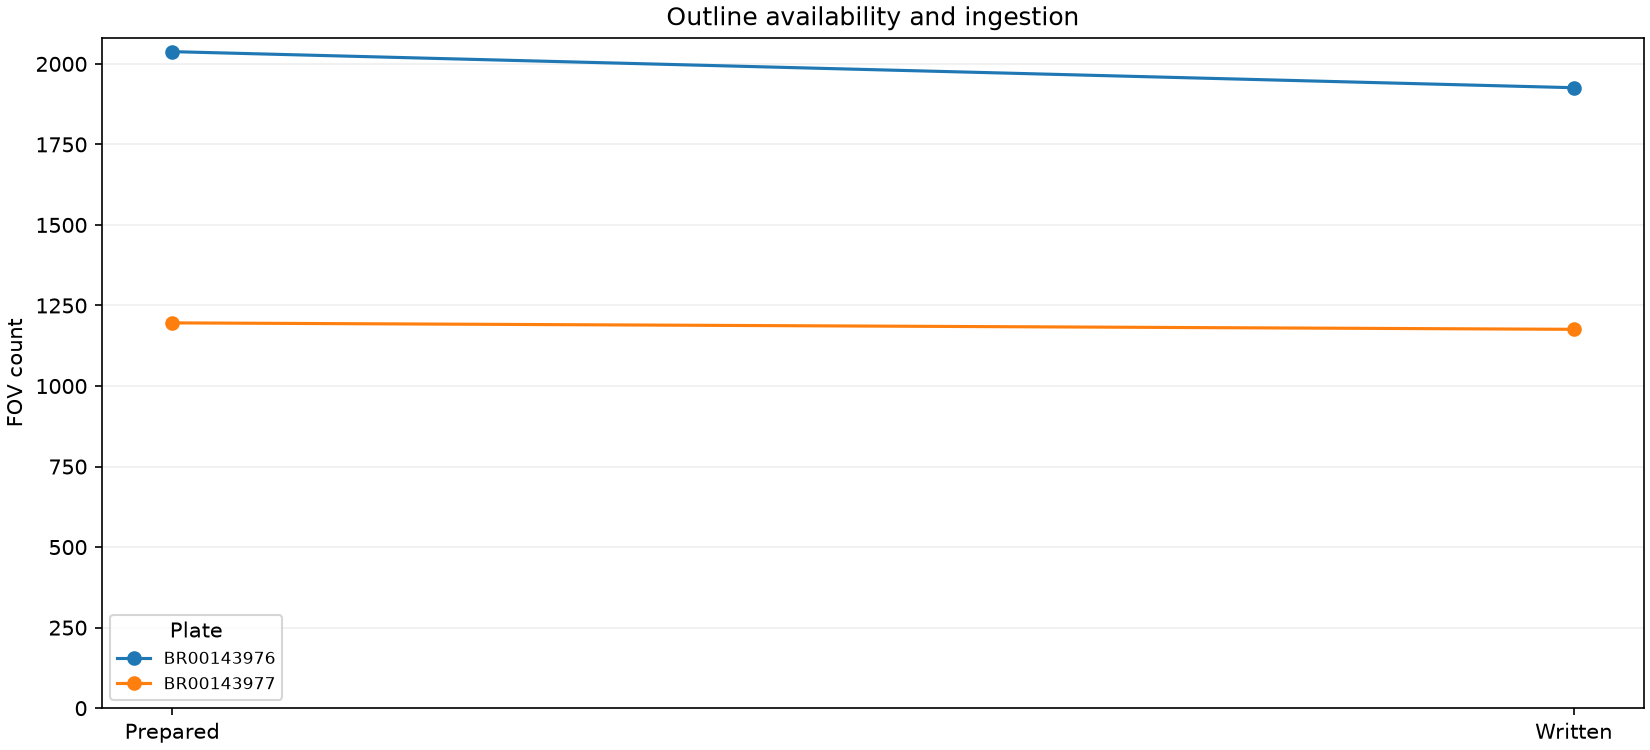 Outline availability and ingestion
FOV count
2000
1750
1500
1250
1000
750
500
250
0
Plate
BR00143976
BR00143977
Prepared
Written